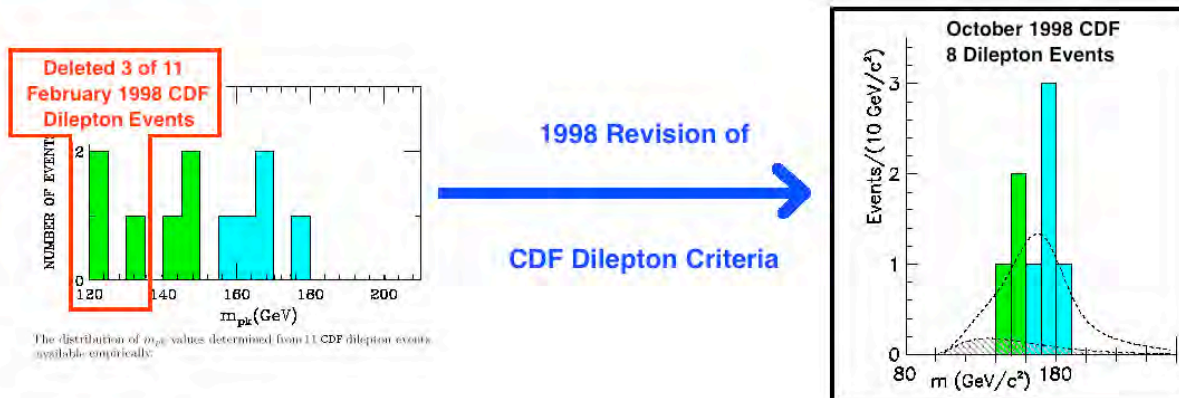 Deleted 3 of 11
February 1998 CDF
Dilepton Events
NUMBER OF EVENTS
2
0
120 140 160 180 200
m_pk(GeV)
The distribution of m_pk values determined from 11 CDF dilepton events
available empirically.
1998 Revision of
CDF Dilepton Criteria
October 1998 CDF
8 Dilepton Events
Events/(10 GeV/c²)
3
2
1
0
80 m (GeV/c²) 180